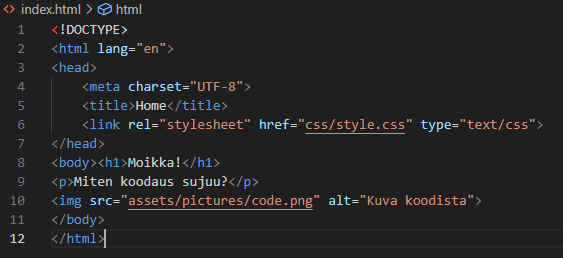 index.html > html
1 <!DOCTYPE>
2 <html lang="en">
3 <head>
4 <meta charset="UTF-8">
5 <title>Home</title>
6 <link rel="stylesheet" href="css/style.css" type="text/css">
7 </head>
8 <body><h1>Moikka!</h1>
9 <p>Miten koodaus sujuu?</p>
10 <img src="assets/pictures/code.png" alt="Kuva koodista">
11 </body>
12 </html>